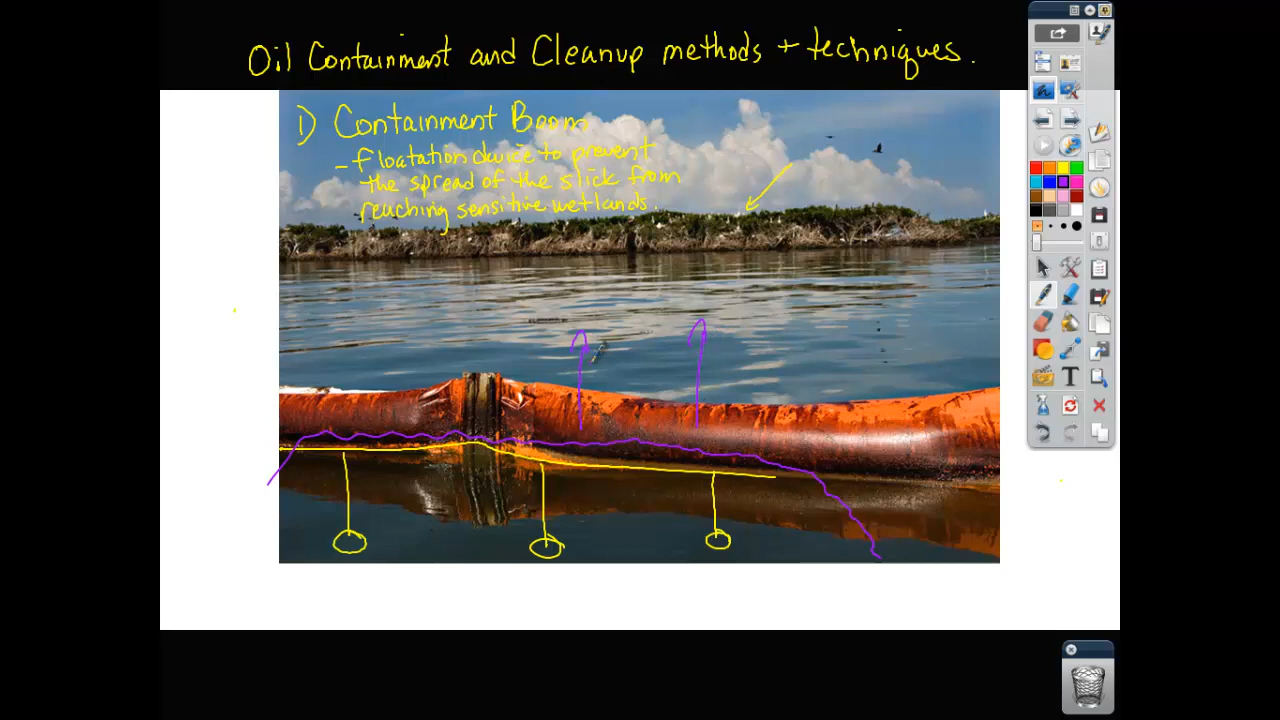 Oil Containment and Cleanup methods + techniques.
1) Containment Boom
- floatation device to prevent
the spread of the slick from
reaching sensitive wetlands.
T